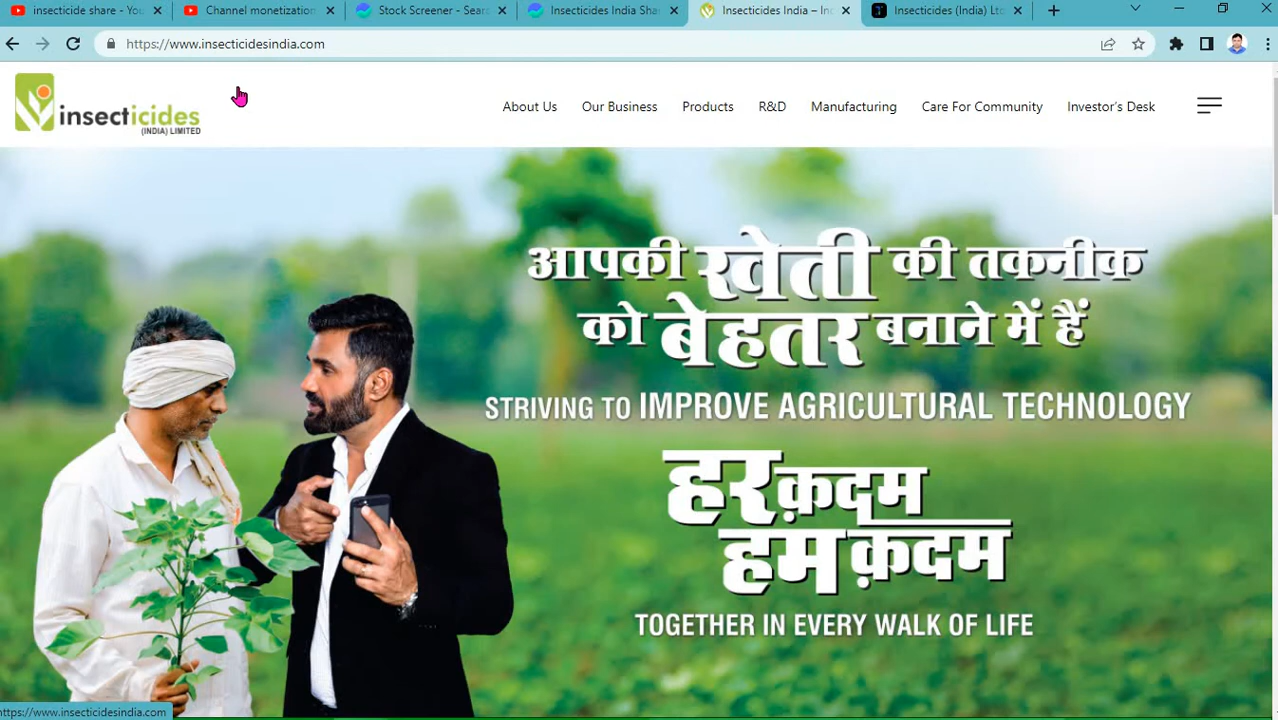 insecticide share - You
Channel monetization
Stock Screener - Sear
Insecticides India Sha
Insecticides India – In
Insecticides (India) Lt
https://www.insecticidesindia.com
insecticides
(INDIA) LIMITED
About Us
Our Business
Products
R&D
Manufacturing
Care For Community
Investor's Desk
आपकी खेती की तकनीक
को बेहतर बनाने में हैं
STRIVING TO IMPROVE AGRICULTURAL TECHNOLOGY
हर क़दम
हम क़दम
TOGETHER IN EVERY WALK OF LIFE
https://www.insecticidesindia.com